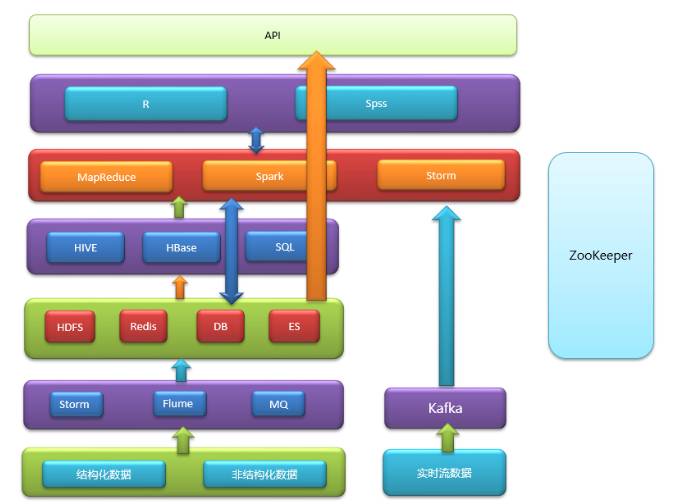 API
R
Spss
MapReduce
Spark
Storm
ZooKeeper
HIVE
HBase
SQL
HDFS
Redis
DB
ES
Storm
Flume
MQ
Kafka
结构化数据
非结构化数据
实时流数据